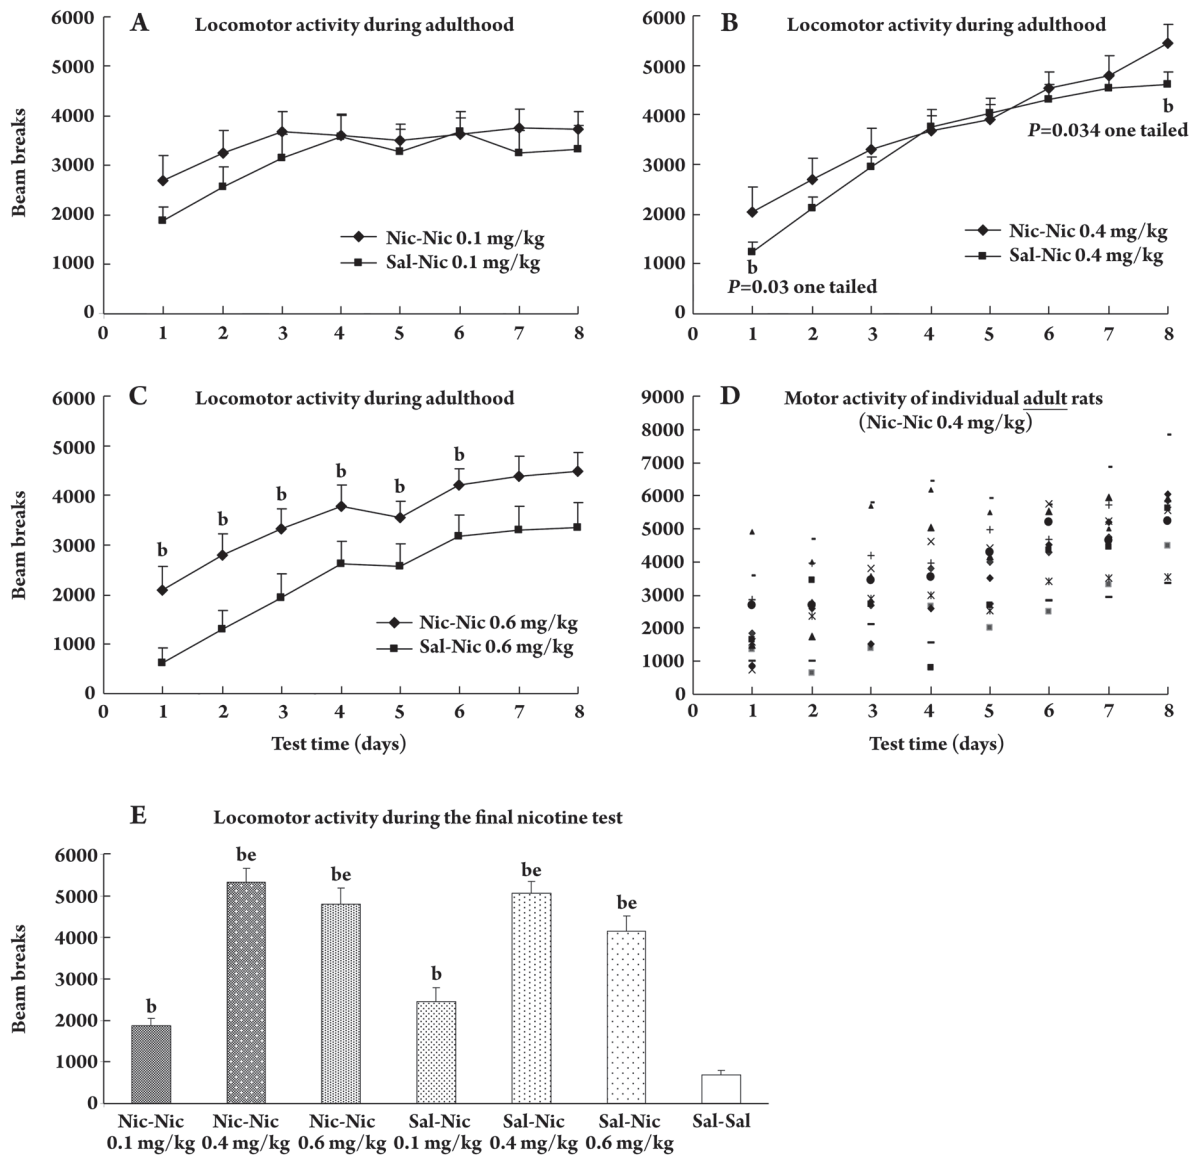 A Locomotor activity during adulthood
6000
5000
4000
3000
2000
1000
0
Beam breaks
Nic-Nic 0.1 mg/kg
Sal-Nic 0.1 mg/kg
0 1 2 3 4 5 6 7 8
B Locomotor activity during adulthood
6000
5000
4000
3000
2000
1000
0
b
P=0.034 one tailed
Nic-Nic 0.4 mg/kg
Sal-Nic 0.4 mg/kg
b
P=0.03 one tailed
0 1 2 3 4 5 6 7 8
C Locomotor activity during adulthood
6000
5000
4000
3000
2000
1000
0
Beam breaks
b b b b b b
Nic-Nic 0.6 mg/kg
Sal-Nic 0.6 mg/kg
0 1 2 3 4 5 6 7 8
Test time (days)
D Motor activity of individual adult rats
(Nic-Nic 0.4 mg/kg)
9000
8000
7000
6000
5000
4000
3000
2000
1000
0
0 1 2 3 4 5 6 7 8
Test time (days)
E Locomotor activity during the final nicotine test
6000
5000
4000
3000
2000
1000
0
Beam breaks
b be be b be be
Nic-Nic Nic-Nic Nic-Nic Sal-Nic Sal-Nic Sal-Nic Sal-Sal
0.1 mg/kg 0.4 mg/kg 0.6 mg/kg 0.1 mg/kg 0.4 mg/kg 0.6 mg/kg